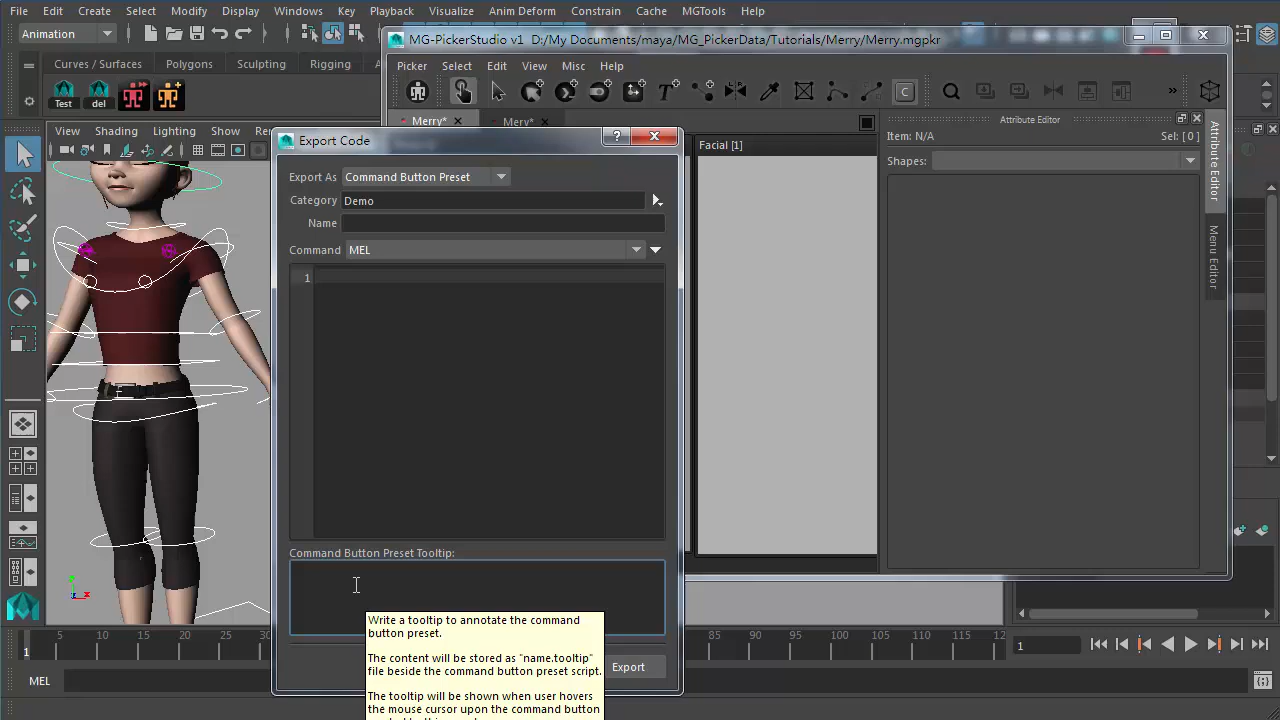 File Edit Create Select Modify Display Windows Key Playback Visualize Anim Deform Constrain Cache MGTools Help
Animation
MG-PickerStudio v1 D:/My Documents/maya/MG_PickerData/Tutorials/Merry/Merry.mgpkr
Curves / Surfaces Polygons Sculpting Rigging
Picker Select Edit View Misc Help
Test del
T C »
Merry* Merry*
View Shading Lighting Show
Export Code
Facial [1]
Attribute Editor
Item: N/A Sel: [ 0 ]
Shapes:
Attribute Editor
Menu Editor
Export As Command Button Preset
Category Demo
Name
Command MEL
1
Command Button Preset Tooltip:
Write a tooltip to annotate the command
button preset.
The content will be stored as "name.tooltip"
file beside the command button preset script.
The tooltip will be shown when user hovers
the mouse cursor upon the command button
Export
5 10 15 20 25 85 90 95 100 105 110 115 12
1 1
MEL